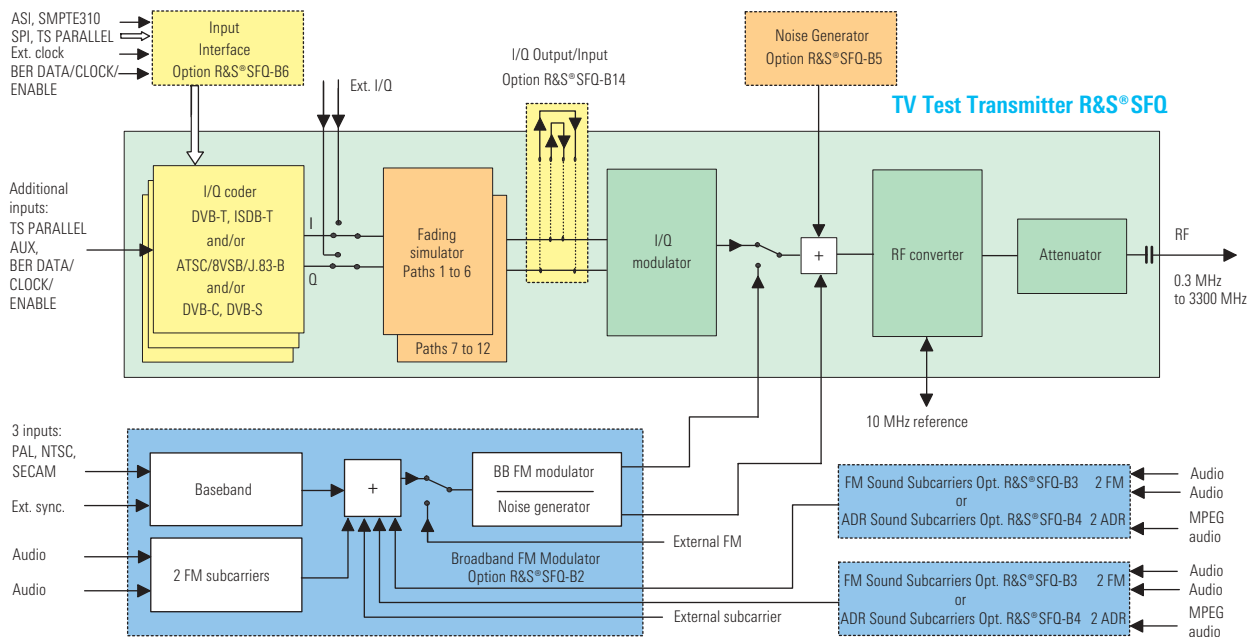 ASI, SMPTE310
SPI, TS PARALLEL
Ext. clock
BER DATA/CLOCK/
ENABLE
Input
Interface
Option R&S®SFQ-B6
Ext. I/Q
I/Q Output/Input
Option R&S®SFQ-B14
Noise Generator
Option R&S®SFQ-B5
TV Test Transmitter R&S®SFQ
Additional
inputs:
TS PARALLEL
AUX,
BER DATA/
CLOCK/
ENABLE
I/Q coder
DVB-T, ISDB-T
and/or
ATSC/8VSB/J.83-B
and/or
DVB-C, DVB-S
I
Q
Fading
simulator
Paths 1 to 6
Paths 7 to 12
I/Q
modulator
+
RF converter
Attenuator
RF
0.3 MHz
to 3300 MHz
10 MHz reference
3 inputs:
PAL, NTSC,
SECAM
Ext. sync.
Audio
Audio
Baseband
2 FM subcarriers
+
BB FM modulator
Noise generator
External FM
Broadband FM Modulator
Option R&S®SFQ-B2
External subcarrier
FM Sound Subcarriers Opt. R&S®SFQ-B3 2 FM
or
ADR Sound Subcarriers Opt. R&S®SFQ-B4 2 ADR
Audio
Audio
MPEG
audio
FM Sound Subcarriers Opt. R&S®SFQ-B3 2 FM
or
ADR Sound Subcarriers Opt. R&S®SFQ-B4 2 ADR
Audio
Audio
MPEG
audio